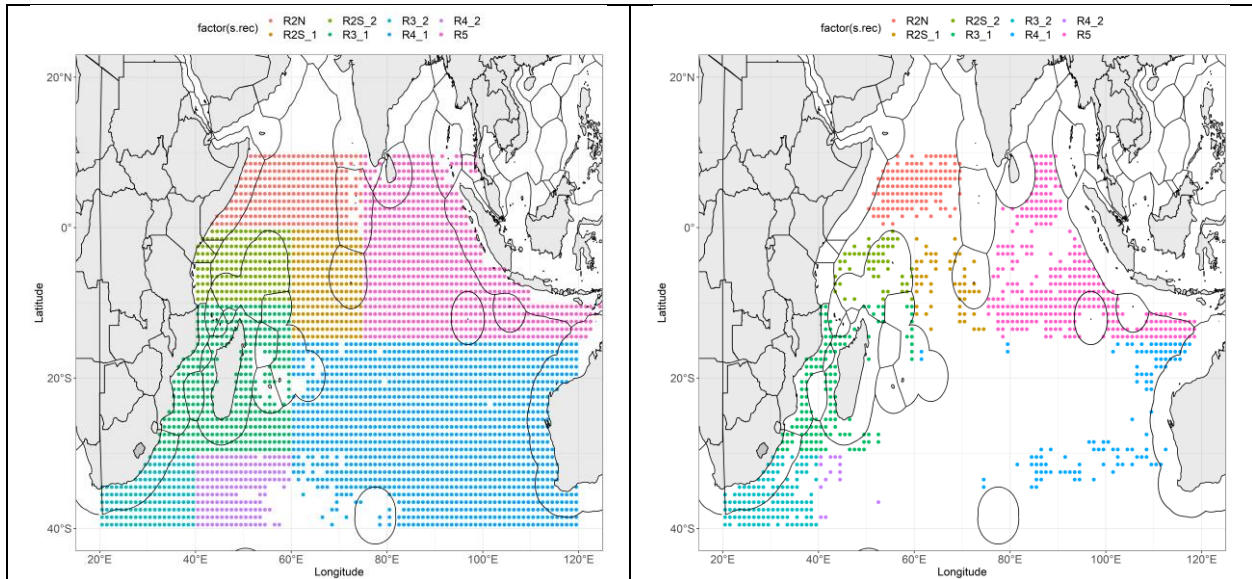 factor(s.rec) R2N R2S_2 R3_2 R4_2
R2S_1 R3_1 R4_1 R5
20°N
0°
20°S
40°S
Latitude
20°E 40°E 60°E 80°E 100°E 120°E
Longitude
factor(s.rec) R2N R2S_2 R3_2 R4_2
R2S_1 R3_1 R4_1 R5
20°N
0°
20°S
40°S
Latitude
20°E 40°E 60°E 80°E 100°E 120°E
Longitude